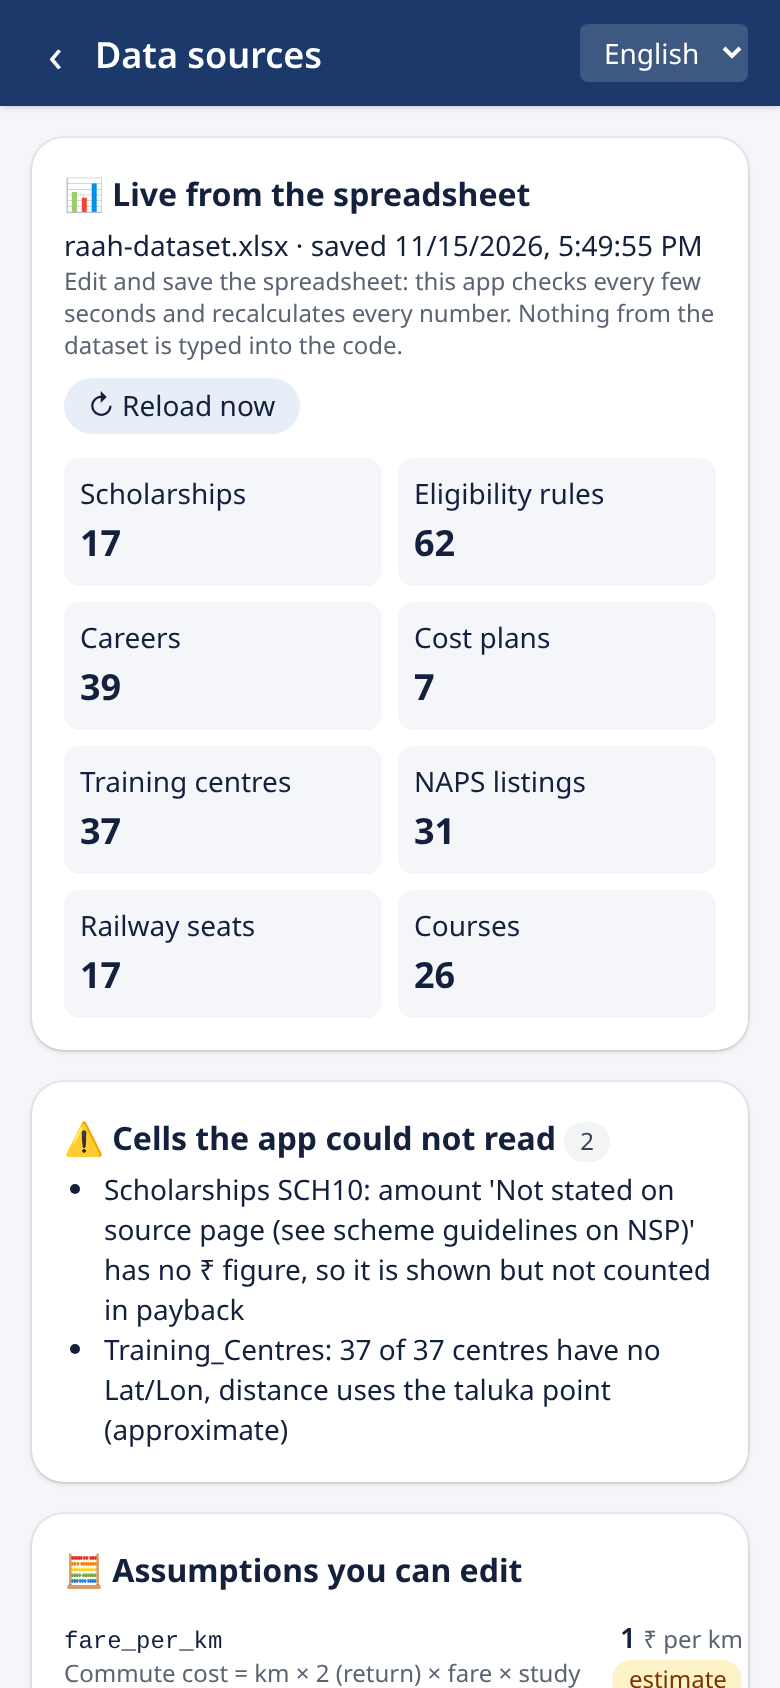 ‹ Data sources English
Live from the spreadsheet
raah-dataset.xlsx · saved 11/15/2026, 5:49:55 PM
Edit and save the spreadsheet: this app checks every few
seconds and recalculates every number. Nothing from the
dataset is typed into the code.
↻ Reload now
Scholarships
17
Eligibility rules
62
Careers
39
Cost plans
7
Training centres
37
NAPS listings
31
Railway seats
17
Courses
26
Cells the app could not read 2
• Scholarships SCH10: amount 'Not stated on
source page (see scheme guidelines on NSP)'
has no ₹ figure, so it is shown but not counted
in payback
• Training_Centres: 37 of 37 centres have no
Lat/Lon, distance uses the taluka point
(approximate)
Assumptions you can edit
fare_per_km 1 ₹ per km
Commute cost = km × 2 (return) × fare × study estimate